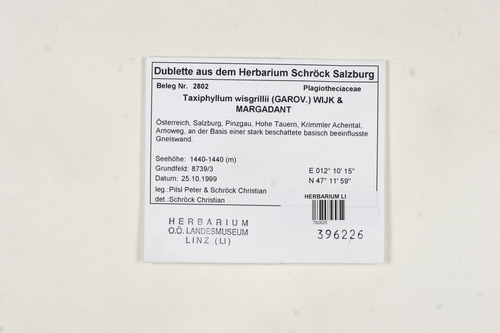 Dublette aus dem Herbarium Schröck Salzburg
Beleg Nr. 2802 Plagiotheciaceae
Taxiphyllum wisgrillii (GAROV.) WIJK &
MARGADANT
Österreich, Salzburg, Pinzgau, Hohe Tauern, Krimmler Achental,
Arnoweg, an der Basis einer stark beschattete basisch beeinflusste
Gneiswand.
Seehöhe: 1440-1440 (m)
Grundfeld: 8739/3 E 012° 10' 15"
Datum: 25.10.1999 N 47° 11' 59"
leg.:Pilsl Peter & Schröck Christian
det.:Schröck Christian
HERBARIUM LI
HERBARIUM
O.Ö. LANDESMUSEUM
LINZ (LI)
396226